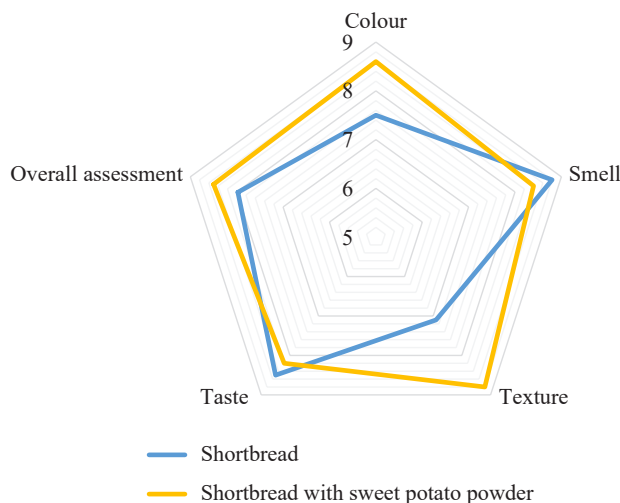 Colour
9
8
7
6
5
Smell
Overall assessment
Taste
Texture
Shortbread
Shortbread with sweet potato powder